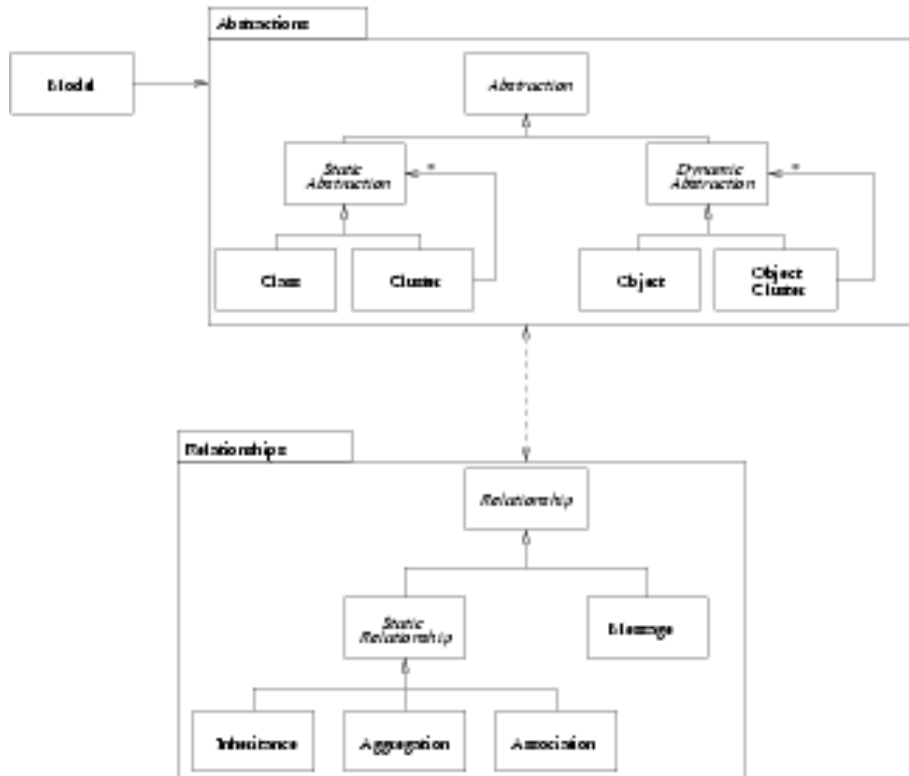 Abstractions
Model
Abstraction
Static
Abstraction
*
Dynamic
Abstraction
*
Class
Cluster
Object
Object
Cluster
Relationships
Relationship
Static
Relationship
Message
Inheritance
Aggregation
Association